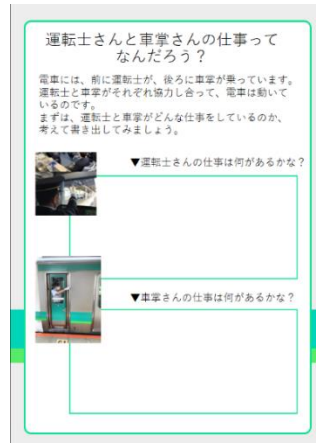 運転士さんと車掌さんの仕事って
なんだろう？
電車には、前に運転士が、後ろに車掌が乗っています。
運転士と車掌がそれぞれ協力し合って、電車は動いて
いるのです。
まずは、運転士と車掌がどんな仕事をしているのか、
考えて書き出してみましょう。
▼運転士さんの仕事は何があるかな？
▼車掌さんの仕事は何があるかな？